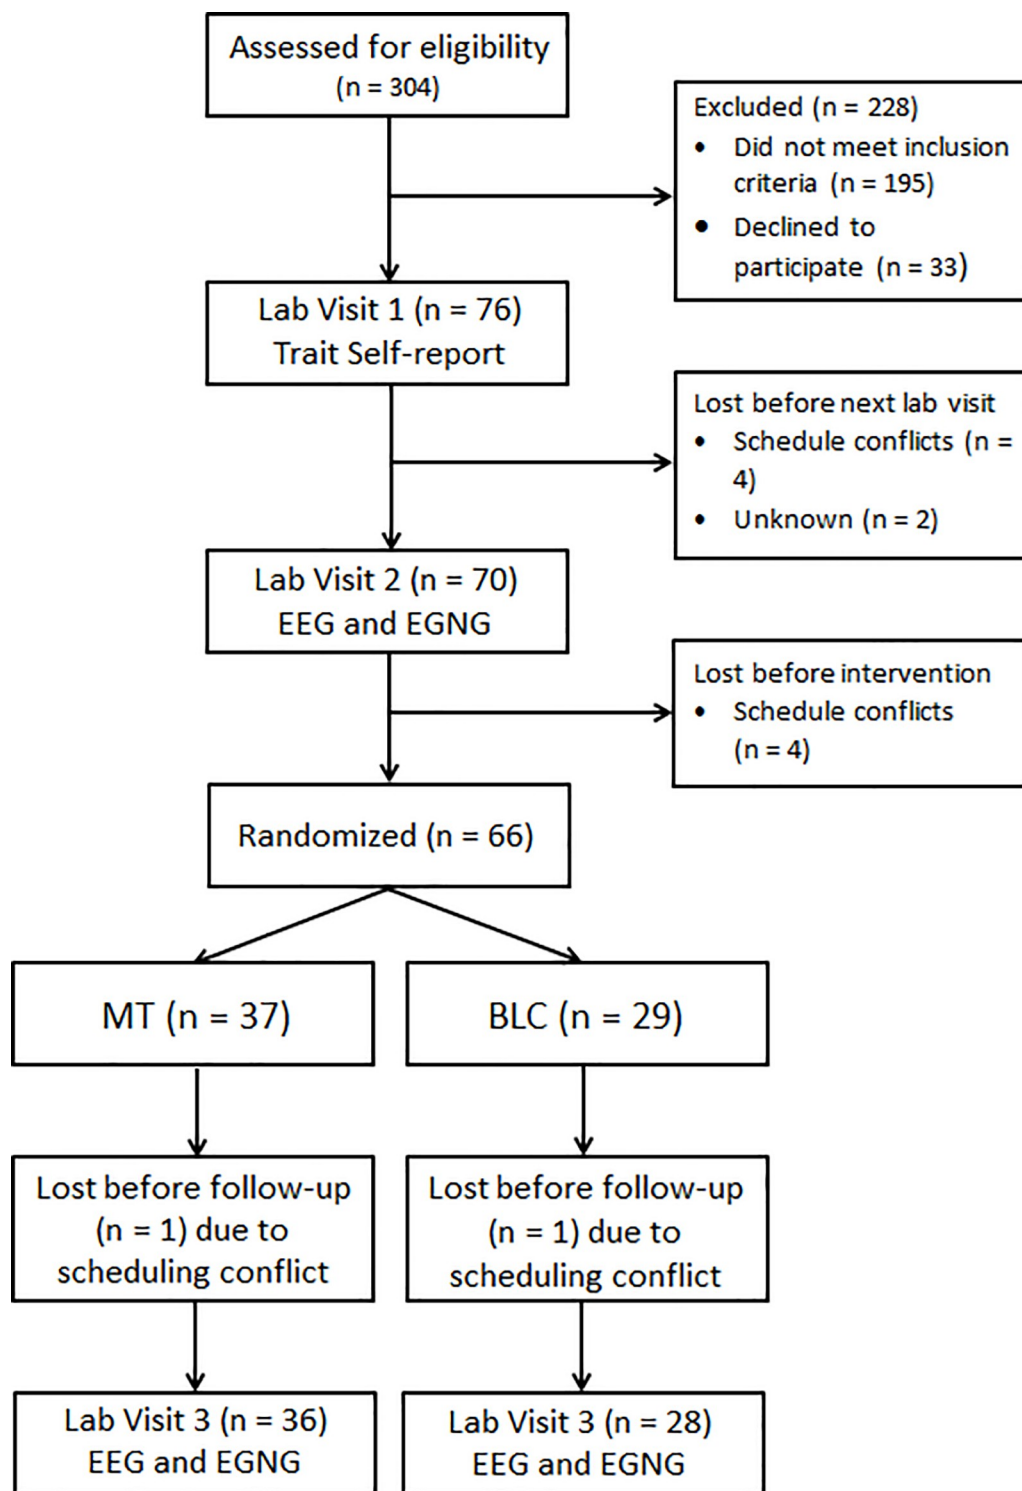 Assessed for eligibility
(n = 304)
Excluded (n = 228)
• Did not meet inclusion
criteria (n = 195)
• Declined to
participate (n = 33)
Lab Visit 1 (n = 76)
Trait Self-report
Lost before next lab visit
• Schedule conflicts (n =
4)
• Unknown (n = 2)
Lab Visit 2 (n = 70)
EEG and EGNG
Lost before intervention
• Schedule conflicts
(n = 4)
Randomized (n = 66)
MT (n = 37)
BLC (n = 29)
Lost before follow-up
(n = 1) due to
scheduling conflict
Lost before follow-up
(n = 1) due to
scheduling conflict
Lab Visit 3 (n = 36)
EEG and EGNG
Lab Visit 3 (n = 28)
EEG and EGNG